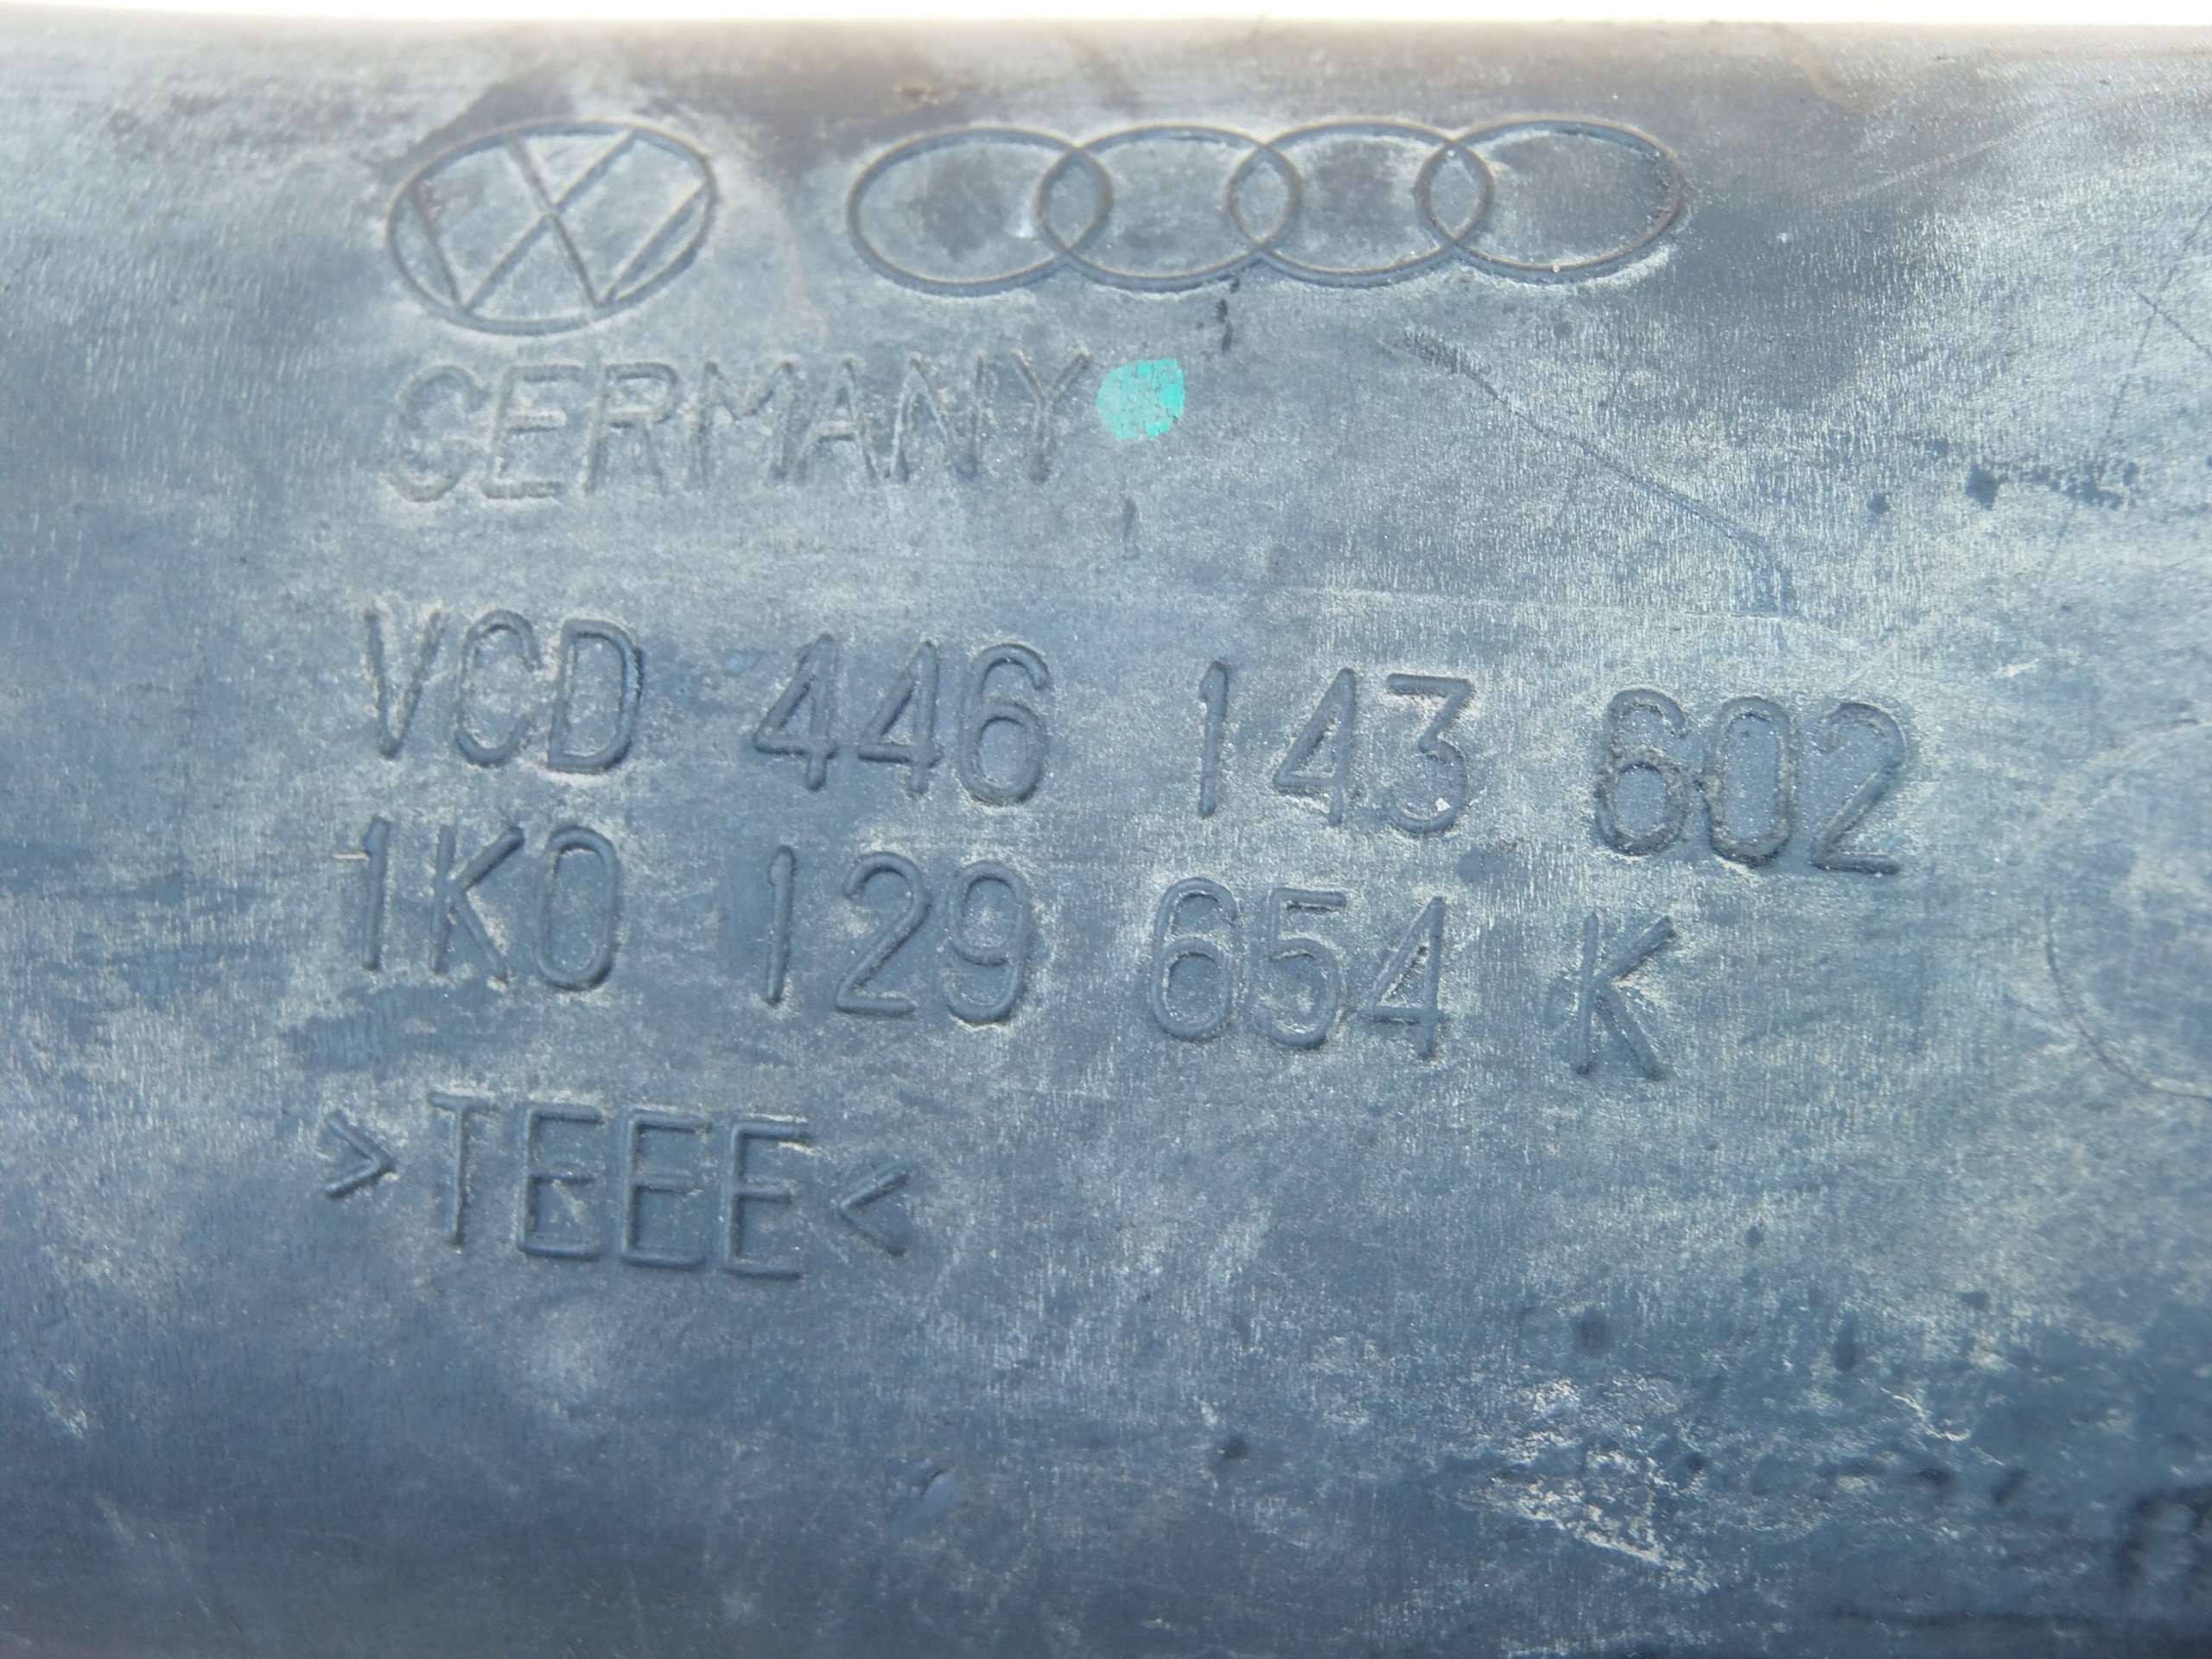 GERMANY
VCD 446 143 602
1K0 129 654 K
>TEEE<